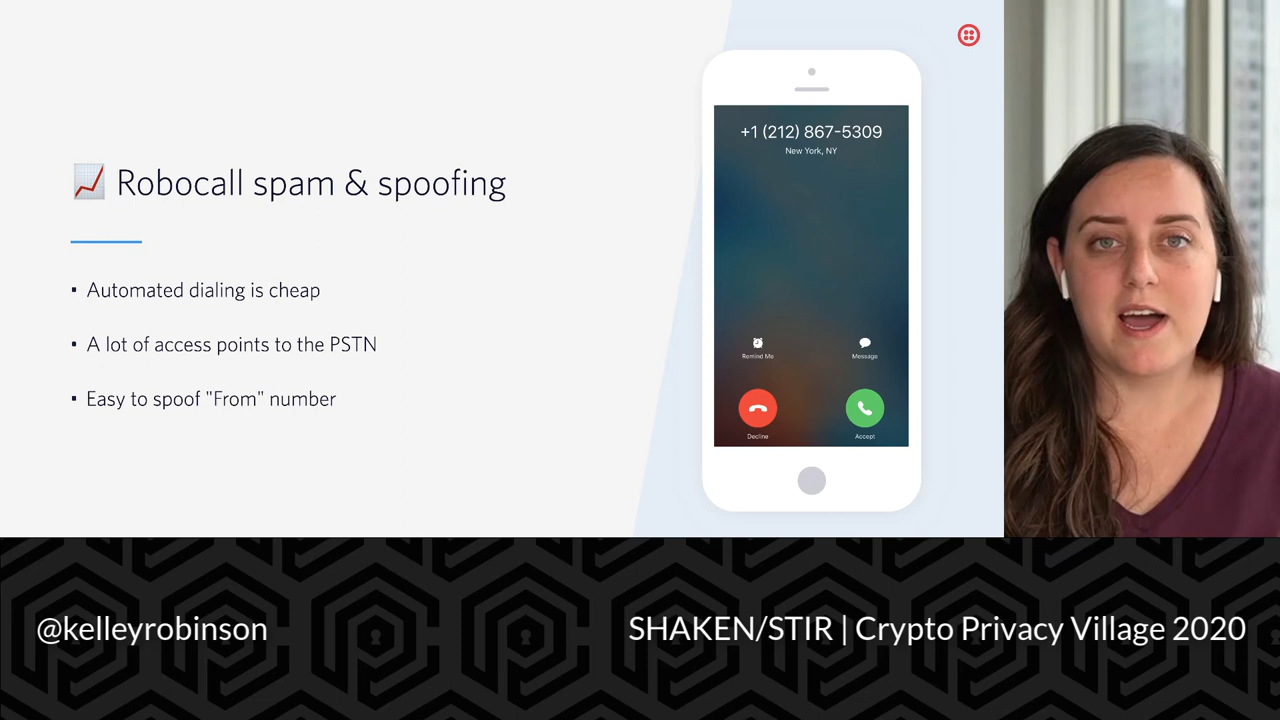 📈 Robocall spam & spoofing
▪ Automated dialing is cheap
▪ A lot of access points to the PSTN
▪ Easy to spoof "From" number
+1 (212) 867-5309
New York, NY
Remind Me
Message
Decline
Accept
@kelleyrobinson
SHAKEN/STIR | Crypto Privacy Village 2020